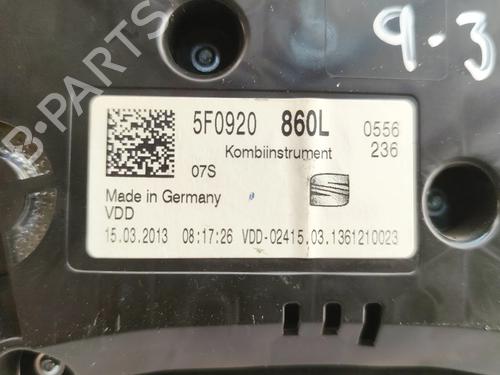 9-3
5F0920 860L 0556
Kombiinstrument 236
07S
Made in Germany
VDD
15.03.2013 08:17:26 VDD-02415.03.1361210023
B-PARTS